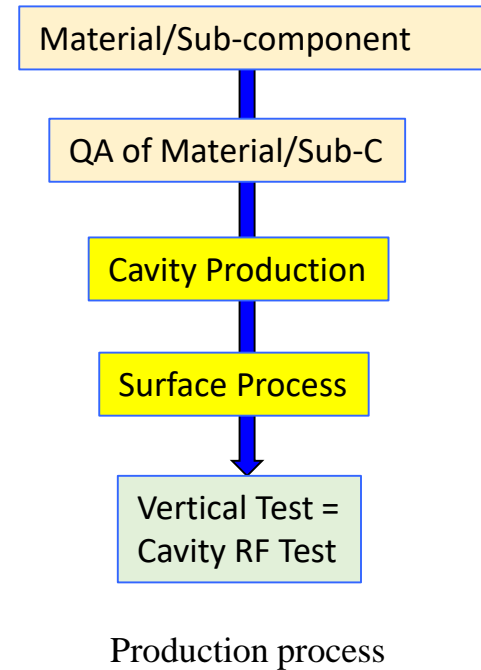 Material/Sub-component
QA of Material/Sub-C
Cavity Production
Surface Process
Vertical Test =
Cavity RF Test
Production process